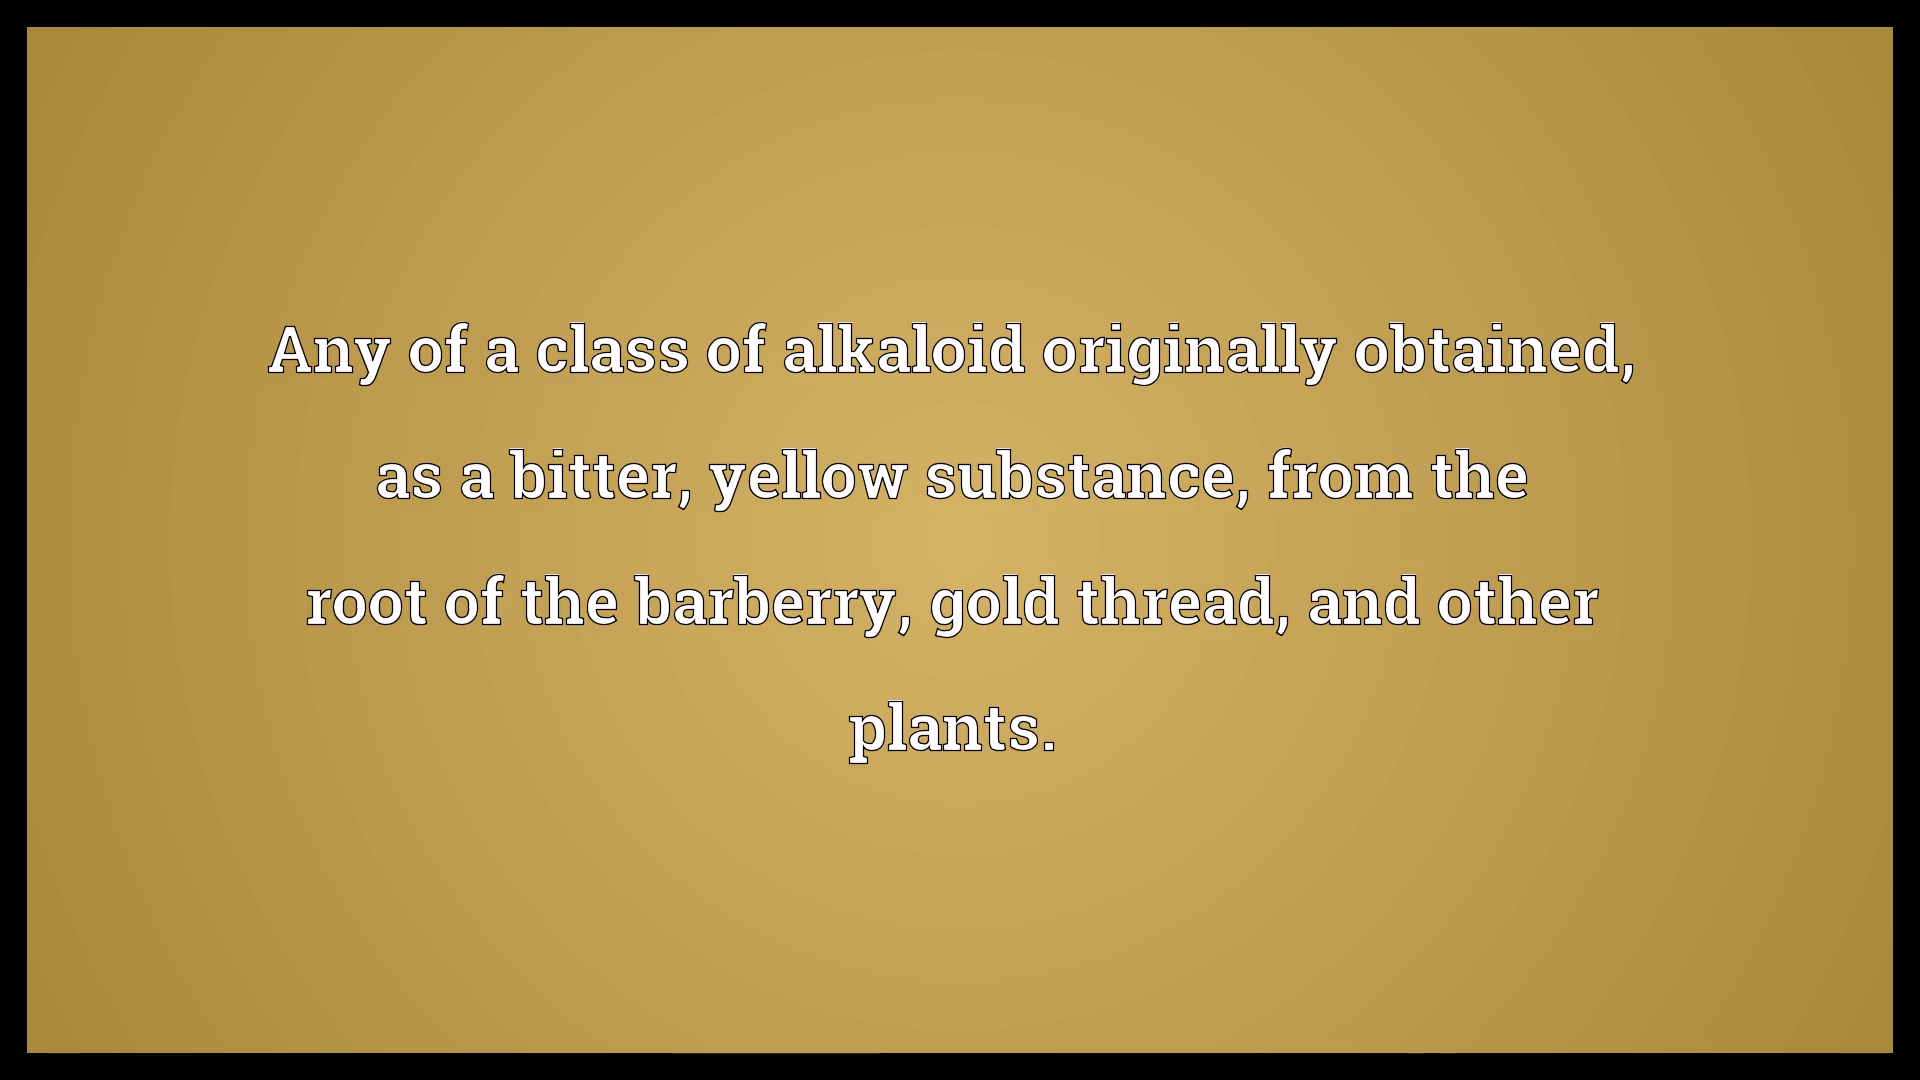 Any of a class of alkaloid originally obtained,
as a bitter, yellow substance, from the
root of the barberry, gold thread, and other
plants.